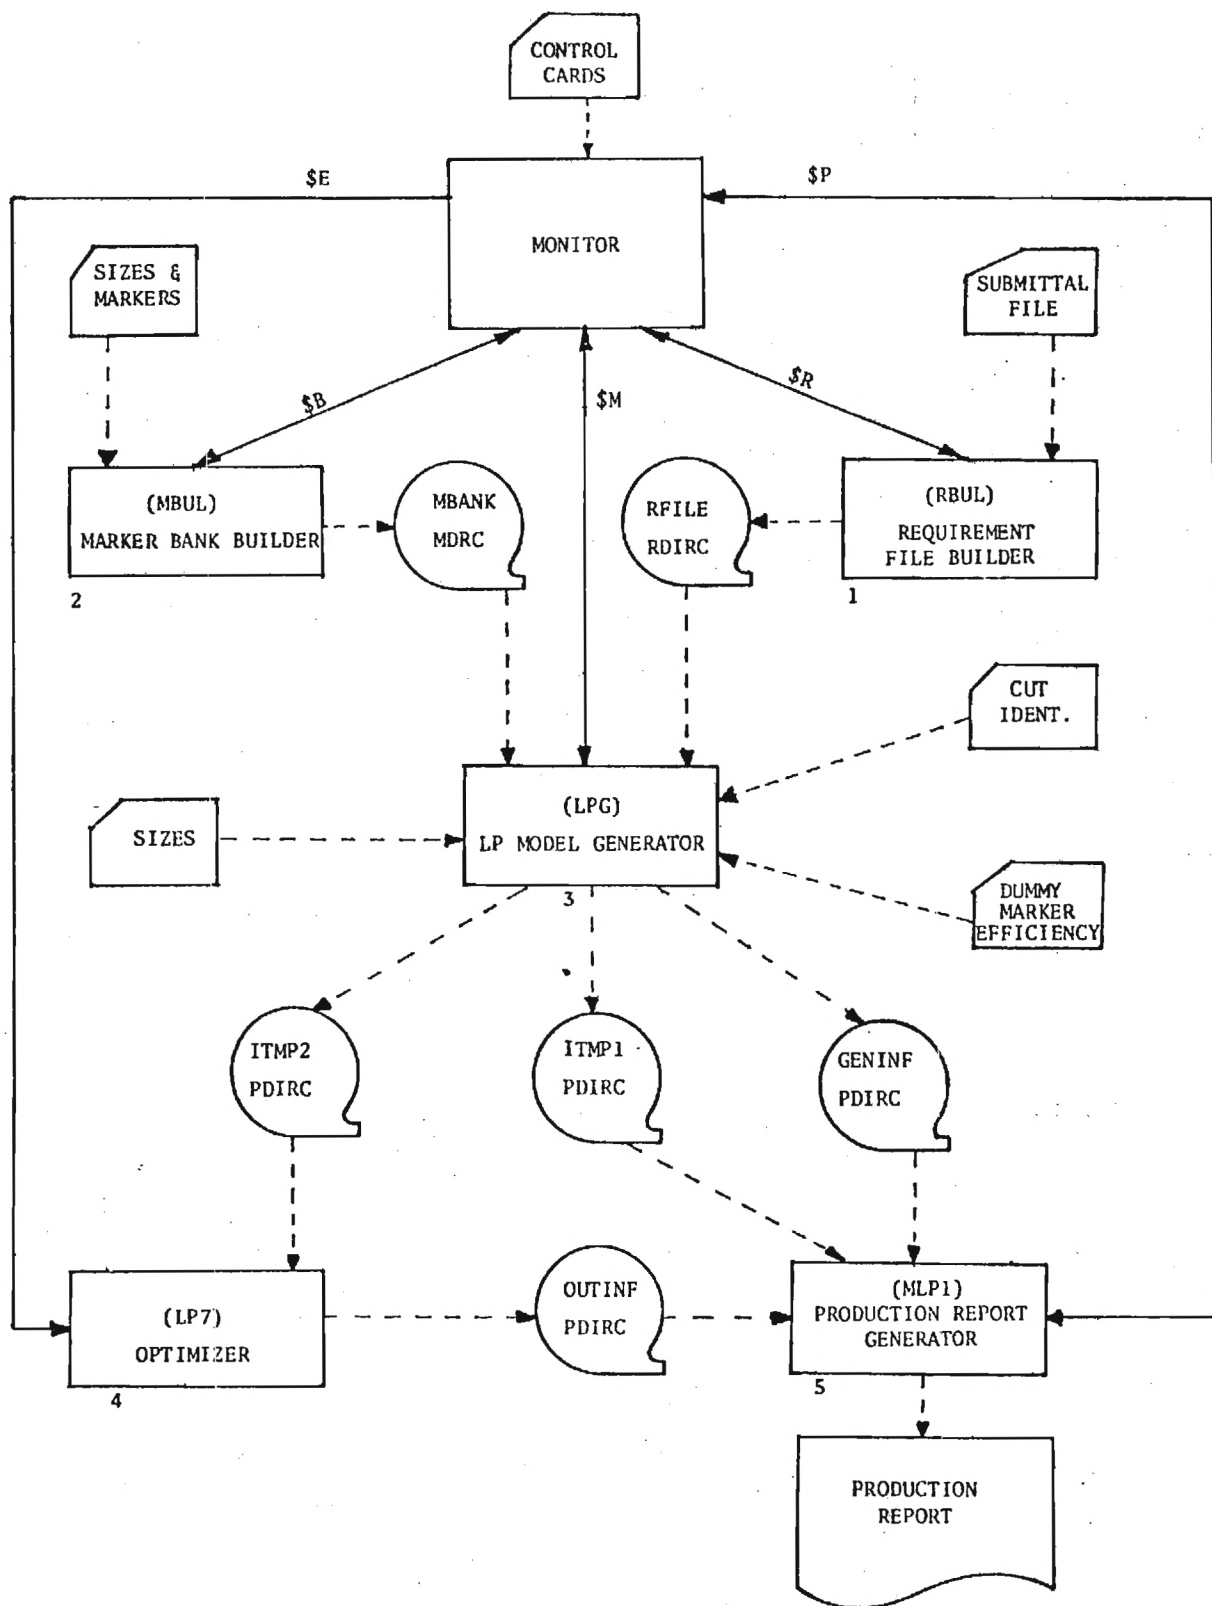 CONTROL
CARDS
$E
$P
MONITOR
SIZES &
MARKERS
SUBMITTAL
FILE
$B
$M
$R
(MBUL)
MARKER BANK BUILDER
2
MBANK
MDRC
RFILE
RDIRC
(RBUL)
REQUIREMENT
FILE BUILDER
1
CUT
IDENT.
(LPG)
LP MODEL GENERATOR
3
SIZES
DUMMY
MARKER
EFFICIENCY
ITMP2
PDIRC
ITMP1
PDIRC
GENINF
PDIRC
(LP7)
OPTIMIZER
4
OUTINF
PDIRC
(MLP1)
PRODUCTION REPORT
GENERATOR
5
PRODUCTION
REPORT